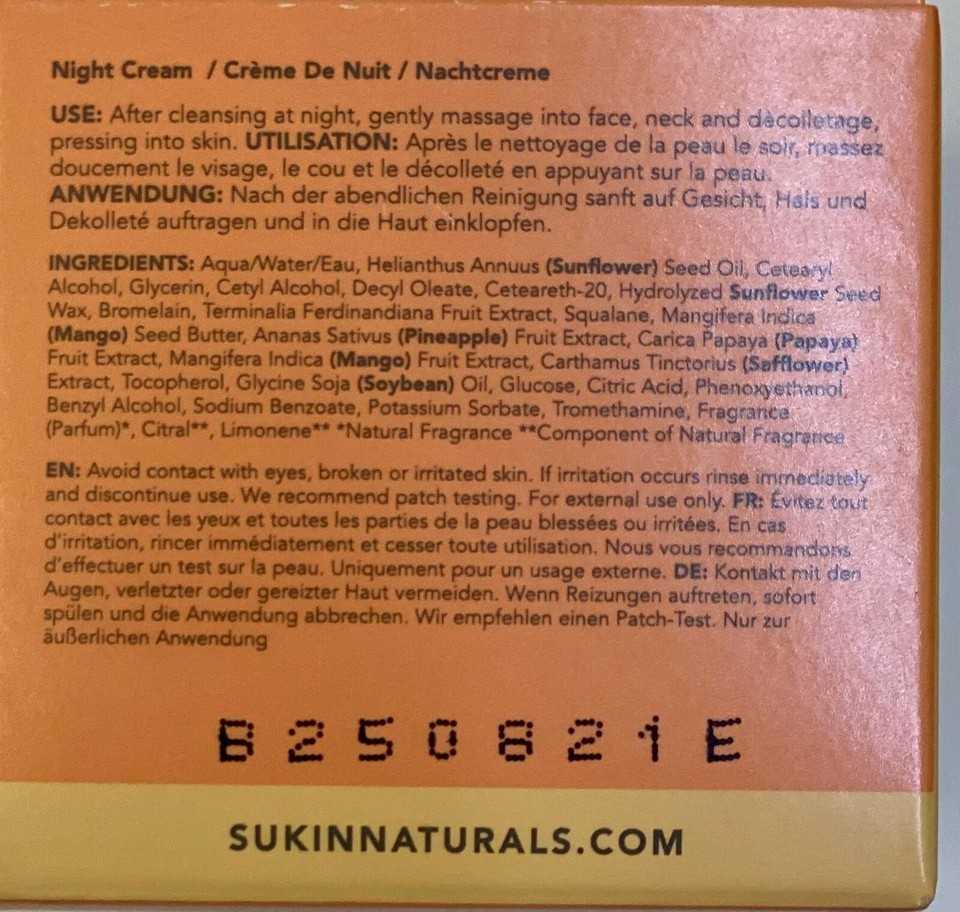 Night Cream / Crème De Nuit / Nachtcreme
USE: After cleansing at night, gently massage into face, neck and dècolletage,
pressing into skin. UTILISATION: Après le nettoyage de la peau le soir, massez
doucement le visage, le cou et le décolleté en appuyant sur la peau.
ANWENDUNG: Nach der abendlichen Reinigung sanft auf Gesicht, Hals und
Dekolleté auftragen und in die Haut einklopfen.
INGREDIENTS: Aqua/Water/Eau, Helianthus Annuus (Sunflower) Seed Oil, Cetearyl
Alcohol, Glycerin, Cetyl Alcohol, Decyl Oleate, Ceteareth-20, Hydrolyzed Sunflower Seed
Wax, Bromelain, Terminalia Ferdinandiana Fruit Extract, Squalane, Mangifera Indica
(Mango) Seed Butter, Ananas Sativus (Pineapple) Fruit Extract, Carica Papaya (Papaya)
Fruit Extract, Mangifera Indica (Mango) Fruit Extract, Carthamus Tinctorius (Safflower)
Extract, Tocopherol, Glycine Soja (Soybean) Oil, Glucose, Citric Acid, Phenoxyethanol,
Benzyl Alcohol, Sodium Benzoate, Potassium Sorbate, Tromethamine, Fragrance
(Parfum)*, Citral**, Limonene** *Natural Fragrance **Component of Natural Fragrance
EN: Avoid contact with eyes, broken or irritated skin. If irritation occurs rinse immediately
and discontinue use. We recommend patch testing. For external use only. FR: Évitez tout
contact avec les yeux et toutes les parties de la peau blessées ou irritées. En cas
d'irritation, rincer immédiatement et cesser toute utilisation. Nous vous recommandons
d'effectuer un test sur la peau. Uniquement pour un usage externe. DE: Kontakt mit den
Augen, verletzter oder gereizter Haut vermeiden. Wenn Reizungen auftreten, sofort
spülen und die Anwendung abbrechen. Wir empfehlen einen Patch-Test. Nur zur
äußerlichen Anwendung
B250821E
SUKINNATURALS.COM